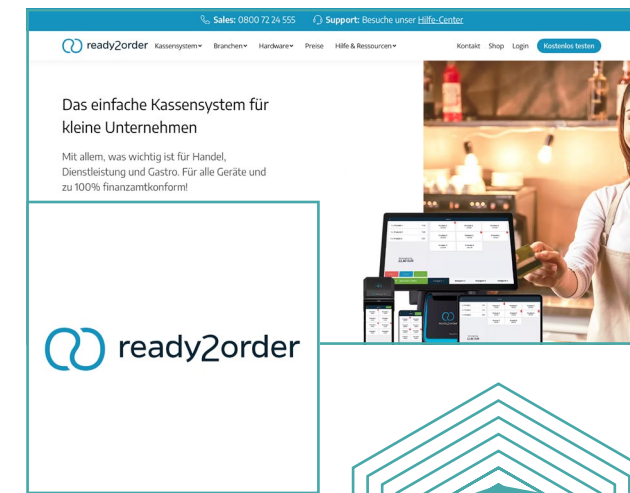 Sales: 0800 72 24 555 Support: Besuche unser Hilfe-Center
ready2order Kassensystem Branchen Hardware Preise Hilfe & Ressourcen Kontakt Shop Login Kostenlos testen
Das einfache Kassensystem für
kleine Unternehmen
Mit allem, was wichtig ist für Handel,
Dienstleistung und Gastro. Für alle Geräte und
zu 100% finanzamtkonform!
ready2order
ready2order